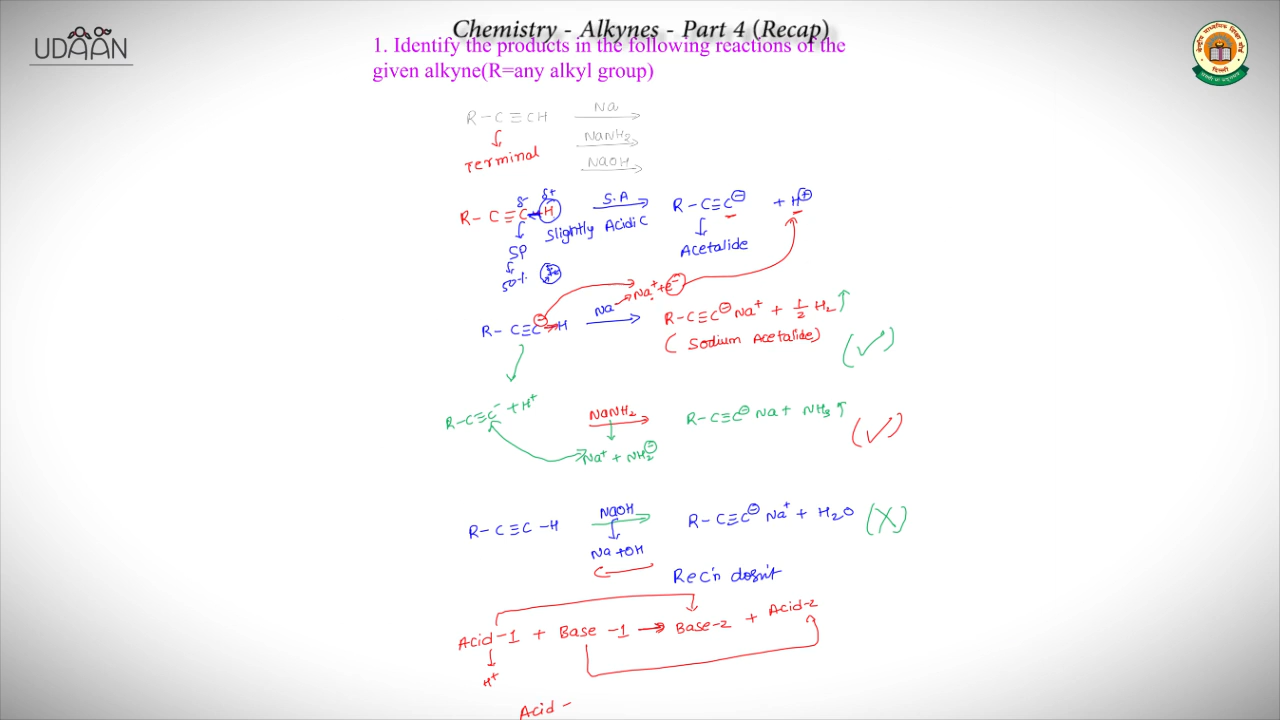 Chemistry - Alkynes - Part 4 (Recap)
UDAAN
1. Identify the products in the following reactions of the
given alkyne(R=any alkyl group)
R-C≡CH Na
NaNH₂
Terminal NaOH
R-C≡C-H δ- δ+ S.A R-C≡C⊖ + H⊕
Slightly Acidic
SP Acetalide
50%
Na Na⁺+e⁻
R-C≡C⊖-H R-C≡C⊖Na⁺ + 1/2 H₂↑
(Sodium Acetalide) (✓)
R-C≡C⁻ + H⁺ NaNH₂ R-C≡C⊖Na + NH₃↑ (✓)
Na⁺ + NH₂⊖
R-C≡C-H NaOH R-C≡C⊖Na⁺ + H₂O (X)
Na+OH
Recn dosn't
Acid-1 + Base-1 → Base-2 + Acid-2
H⁺
Acid -